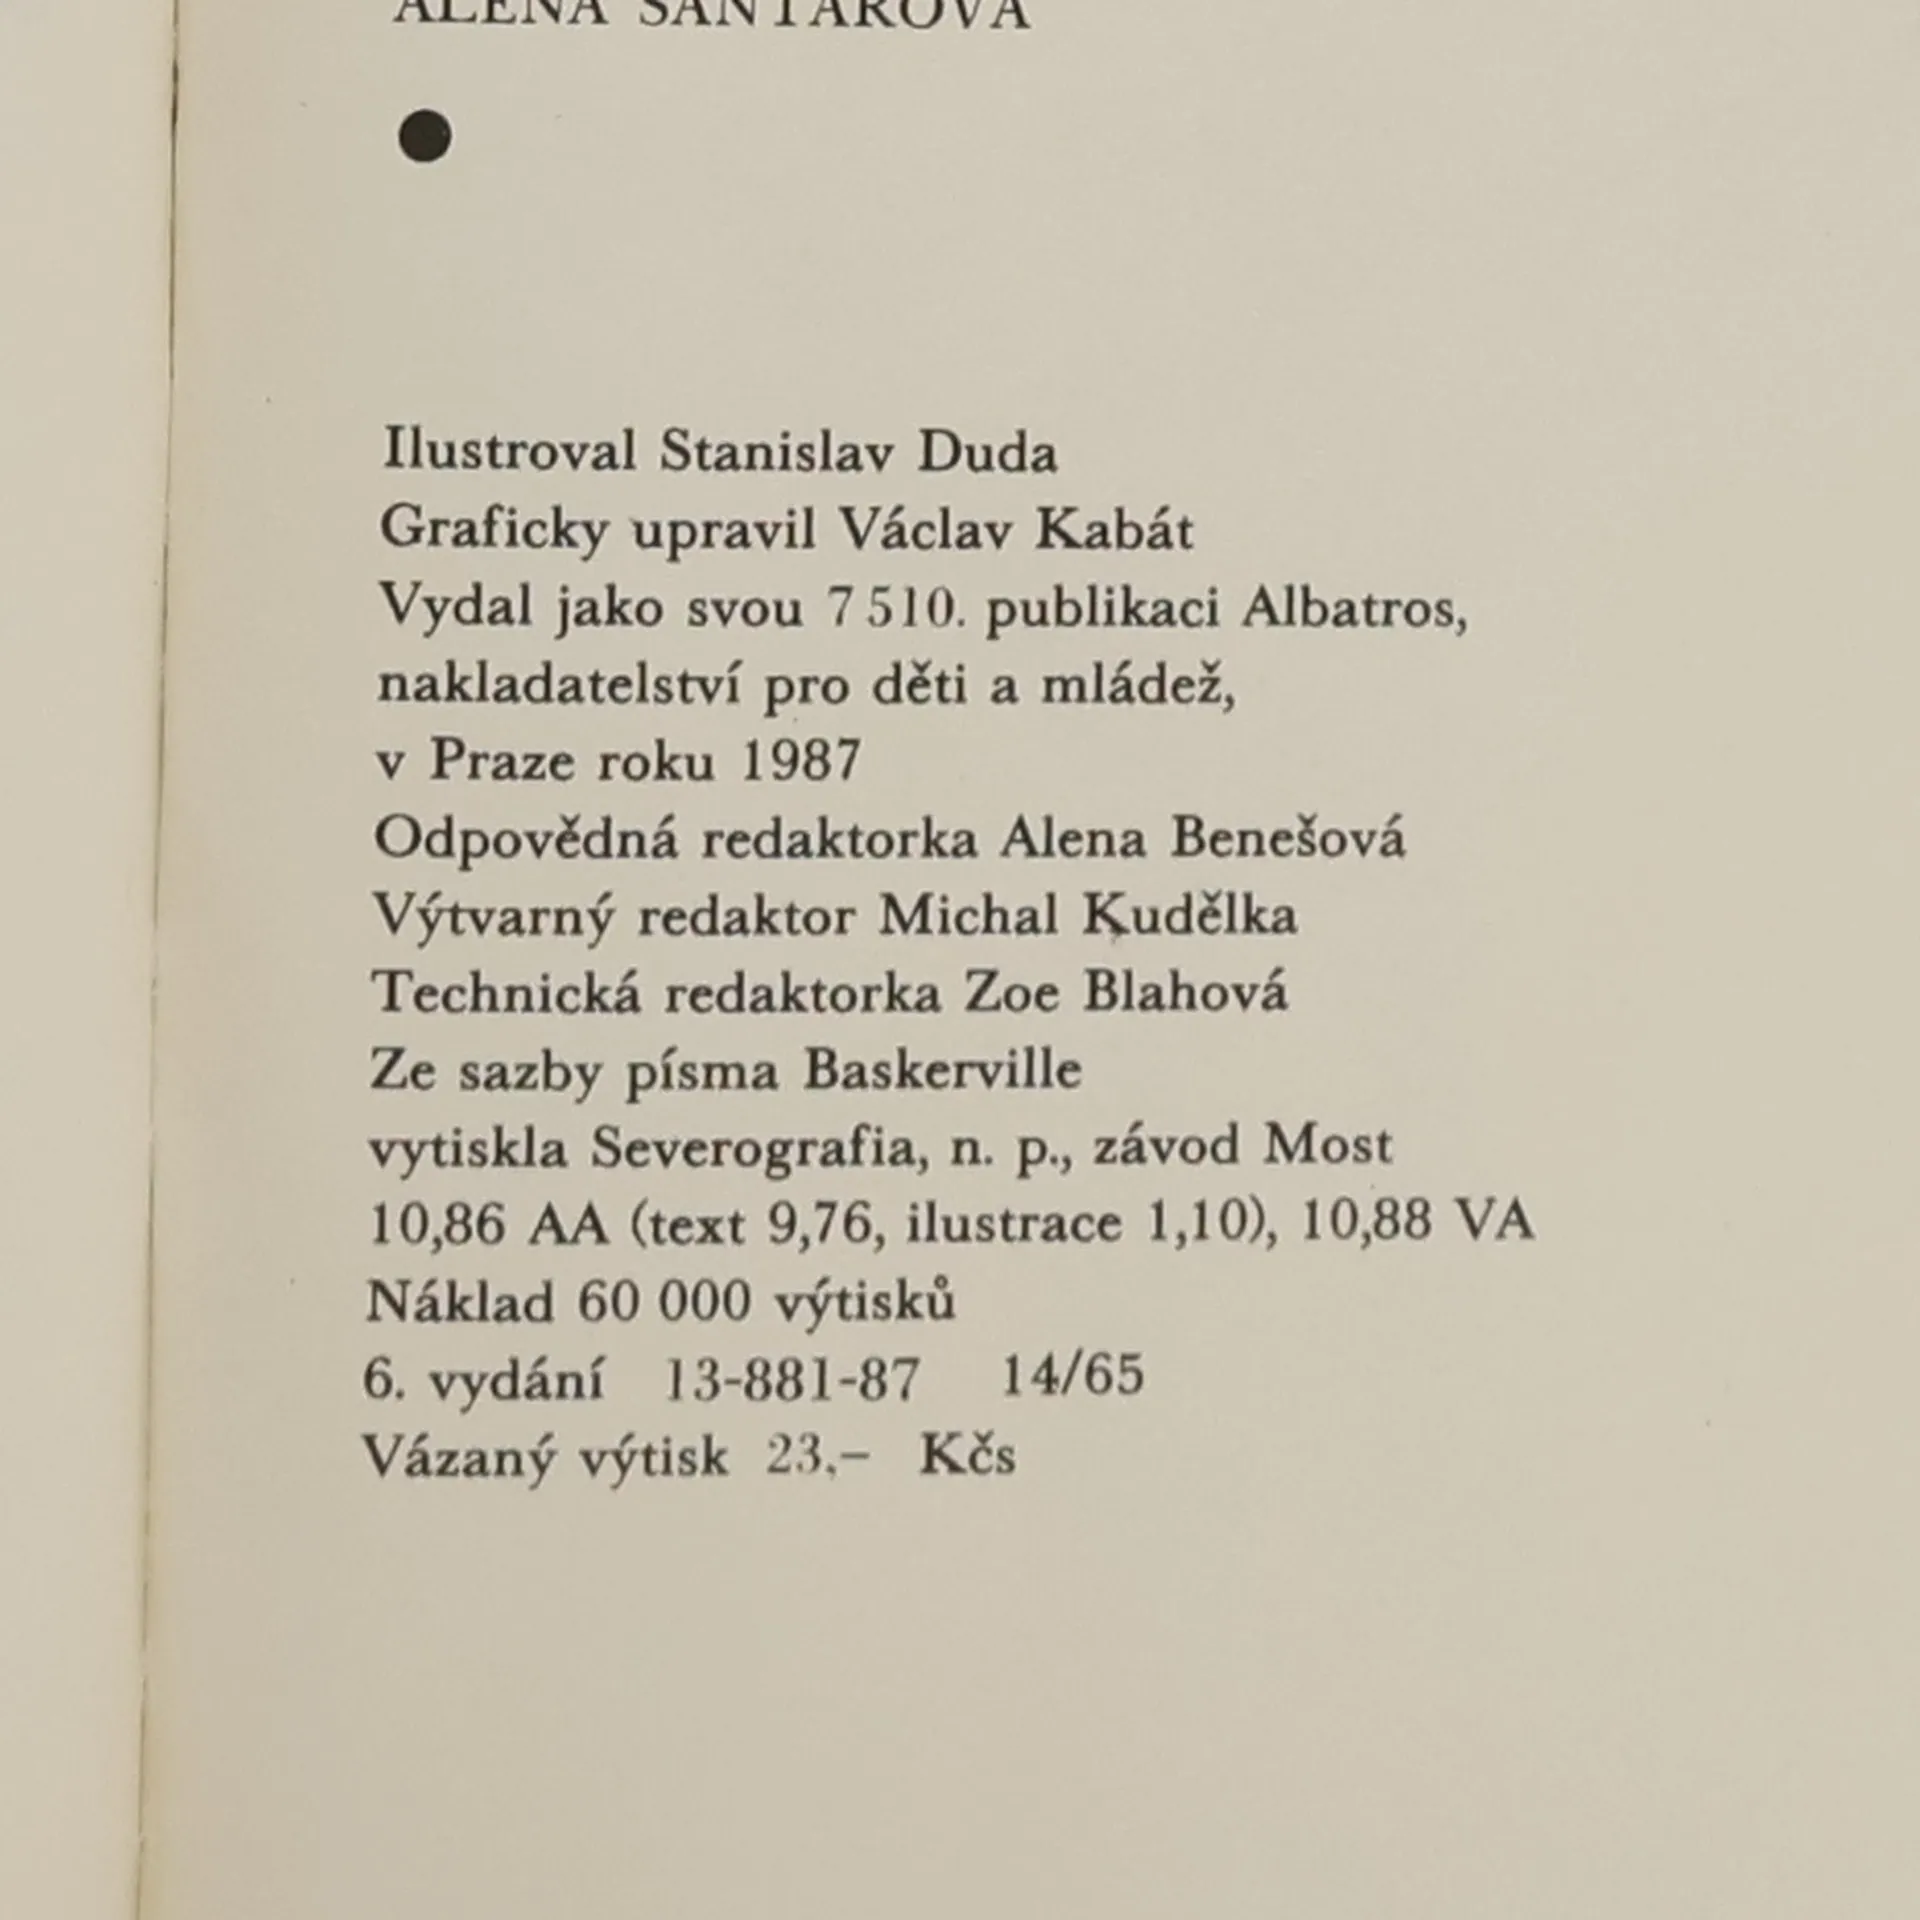 ALENA SANTAROVÁ
Ilustroval Stanislav Duda
Graficky upravil Václav Kabát
Vydal jako svou 7510. publikaci Albatros,
nakladatelství pro děti a mládež,
v Praze roku 1987
Odpovědná redaktorka Alena Benešová
Výtvarný redaktor Michal Kudělka
Technická redaktorka Zoe Blahová
Ze sazby písma Baskerville
vytiskla Severografia, n. p., závod Most
10,86 AA (text 9,76, ilustrace 1,10), 10,88 VA
Náklad 60 000 výtisků
6. vydání 13-881-87 14/65
Vázaný výtisk 23,– Kčs